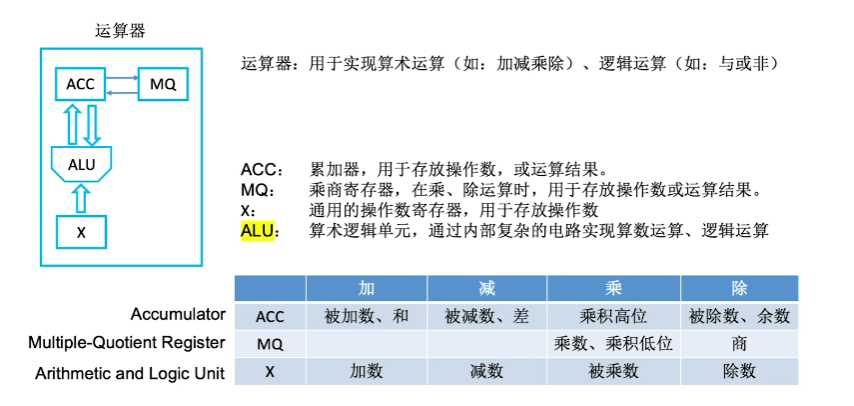 运算器
ACC
MQ
ALU
X
运算器：用于实现算术运算（如：加减乘除）、逻辑运算（如：与或非）
ACC： 累加器，用于存放操作数，或运算结果。
MQ： 乘商寄存器，在乘、除运算时，用于存放操作数或运算结果。
X： 通用的操作数寄存器，用于存放操作数
ALU： 算术逻辑单元，通过内部复杂的电路实现算数运算、逻辑运算
加 减 乘 除
Accumulator ACC 被加数、和 被减数、差 乘积高位 被除数、余数
Multiple-Quotient Register MQ 乘数、乘积低位 商
Arithmetic and Logic Unit X 加数 减数 被乘数 除数